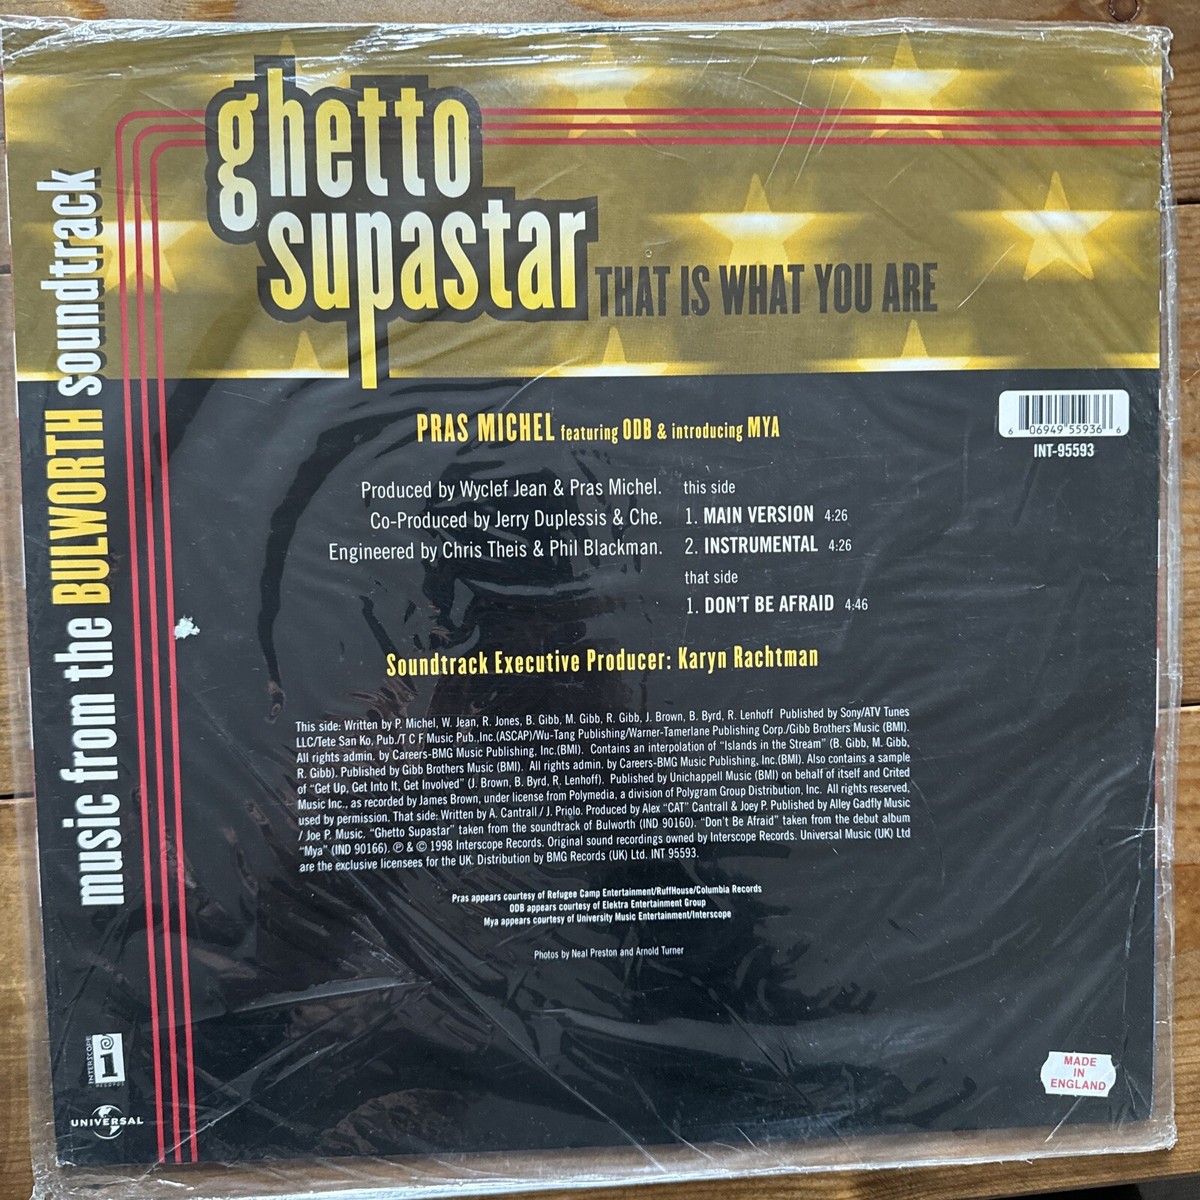 ghetto
supastar
THAT IS WHAT YOU ARE
music from the BULWORTH soundtrack
PRAS MICHEL featuring ODB & introducing MYA
6 06949 55936 6
INT-95593
Produced by Wyclef Jean & Pras Michel.
Co-Produced by Jerry Duplessis & Che.
Engineered by Chris Theis & Phil Blackman.
this side
1. MAIN VERSION 4:26
2. INSTRUMENTAL 4:26
that side
1. DON'T BE AFRAID 4:46
Soundtrack Executive Producer: Karyn Rachtman
This side: Written by P. Michel, W. Jean, R. Jones, B. Gibb, M. Gibb, R. Gibb, J. Brown, B. Byrd, R. Lenhoff Published by Sony/ATV Tunes
LLC/Tete San Ko, Pub./T C F Music Pub.,Inc.(ASCAP)/Wu-Tang Publishing/Warner-Tamerlane Publishing Corp./Gibb Brothers Music (BMI).
All rights admin. by Careers-BMG Music Publishing, Inc.(BMI). Contains an interpolation of "Islands in the Stream" (B. Gibb, M. Gibb,
R. Gibb). Published by Gibb Brothers Music (BMI). All rights admin. by Careers-BMG Music Publishing, Inc.(BMI). Also contains a sample
of "Get Up, Get Into It, Get Involved" (J. Brown, B. Byrd, R. Lenhoff). Published by Unichappell Music (BMI) on behalf of itself and Crited
Music Inc., as recorded by James Brown, under license from Polymedia, a division of Polygram Group Distribution, Inc. All rights reserved,
used by permission. That side: Written by A. Cantrall / J. Priolo. Produced by Alex "CAT" Cantrall & Joey P. Published by Alley Gadfly Music
/ Joe P. Music. "Ghetto Supastar" taken from the soundtrack of Bulworth (IND 90160). "Don't Be Afraid" taken from the debut album
"Mya" (IND 90166). ℗ & © 1998 Interscope Records. Original sound recordings owned by Interscope Records. Universal Music (UK) Ltd
are the exclusive licensees for the UK. Distribution by BMG Records (UK) Ltd. INT 95593.
Pras appears courtesy of Refugee Camp Entertainment/RuffHouse/Columbia Records
ODB appears courtesy of Elektra Entertainment Group
Mya appears courtesy of University Music Entertainment/Interscope
Photos by Neal Preston and Arnold Turner
INTERSCOPE
RECORDS
UNIVERSAL
MADE
IN
ENGLAND